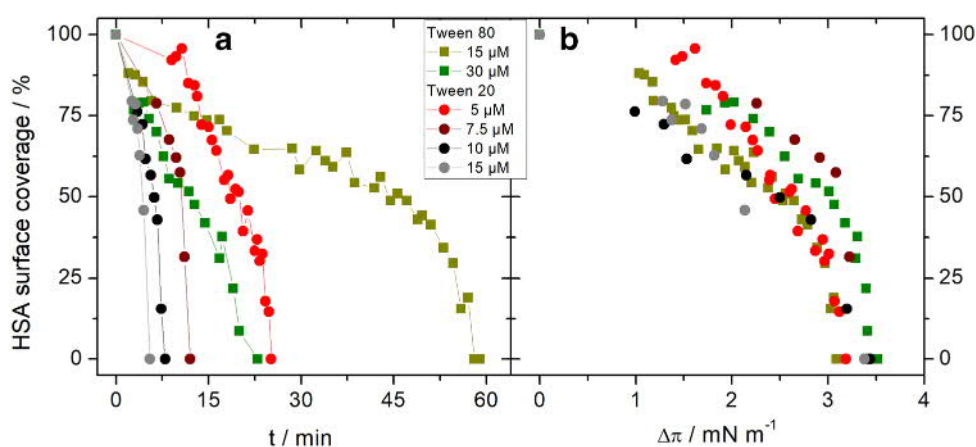 a
b
HSA surface coverage / %
100
75
50
25
0
Tween 80
15 µM
30 µM
Tween 20
5 µM
7.5 µM
10 µM
15 µM
100
75
50
25
0
0 15 30 45 60
0 1 2 3 4
t / min
Δπ / mN m⁻¹